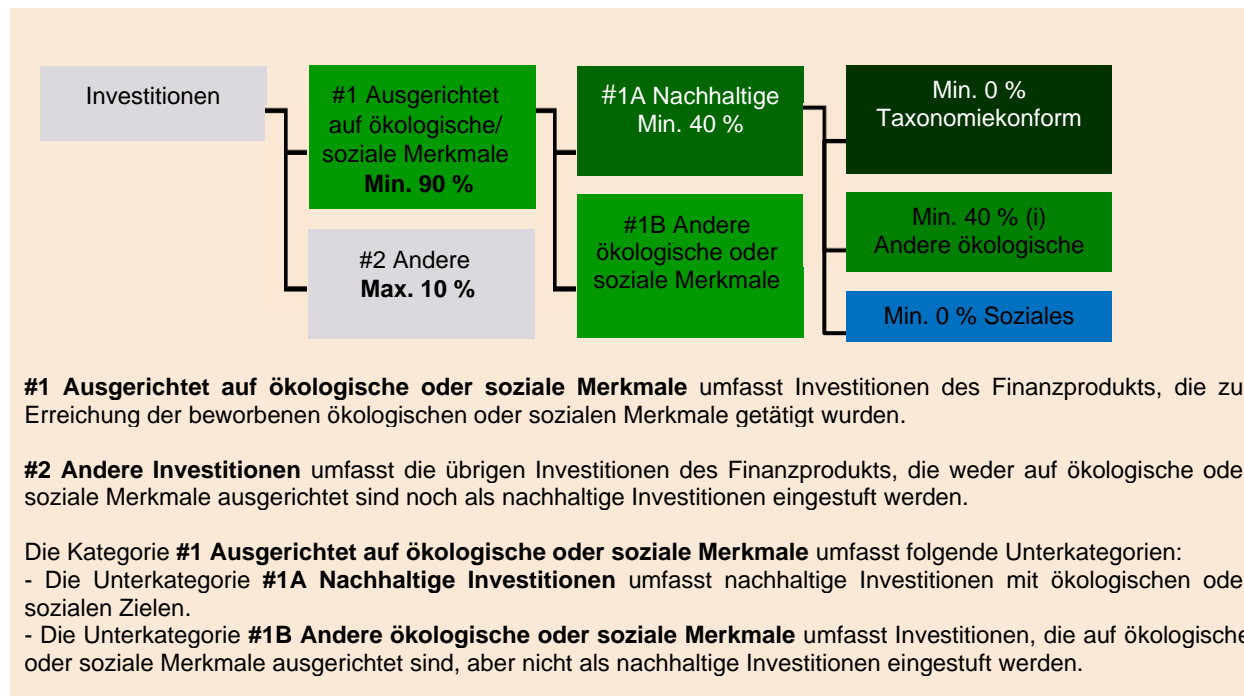 Investitionen
#1 Ausgerichtet
auf ökologische/
soziale Merkmale
Min. 90 %
#2 Andere
Max. 10 %
#1A Nachhaltige
Min. 40 %
#1B Andere
ökologische oder
soziale Merkmale
Min. 0 %
Taxonomiekonform
Min. 40 % (i)
Andere ökologische
Min. 0 % Soziales
#1 Ausgerichtet auf ökologische oder soziale Merkmale umfasst Investitionen des Finanzprodukts, die zu
Erreichung der beworbenen ökologischen oder sozialen Merkmale getätigt wurden.
#2 Andere Investitionen umfasst die übrigen Investitionen des Finanzprodukts, die weder auf ökologische ode
soziale Merkmale ausgerichtet sind noch als nachhaltige Investitionen eingestuft werden.
Die Kategorie #1 Ausgerichtet auf ökologische oder soziale Merkmale umfasst folgende Unterkategorien:
- Die Unterkategorie #1A Nachhaltige Investitionen umfasst nachhaltige Investitionen mit ökologischen ode
sozialen Zielen.
- Die Unterkategorie #1B Andere ökologische oder soziale Merkmale umfasst Investitionen, die auf ökologische
oder soziale Merkmale ausgerichtet sind, aber nicht als nachhaltige Investitionen eingestuft werden.